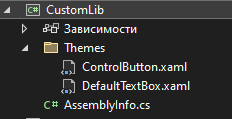 C# CustomLib
Зависимости
Themes
ControlButton.xaml
DefaultTextBox.xaml
C# AssemblyInfo.cs